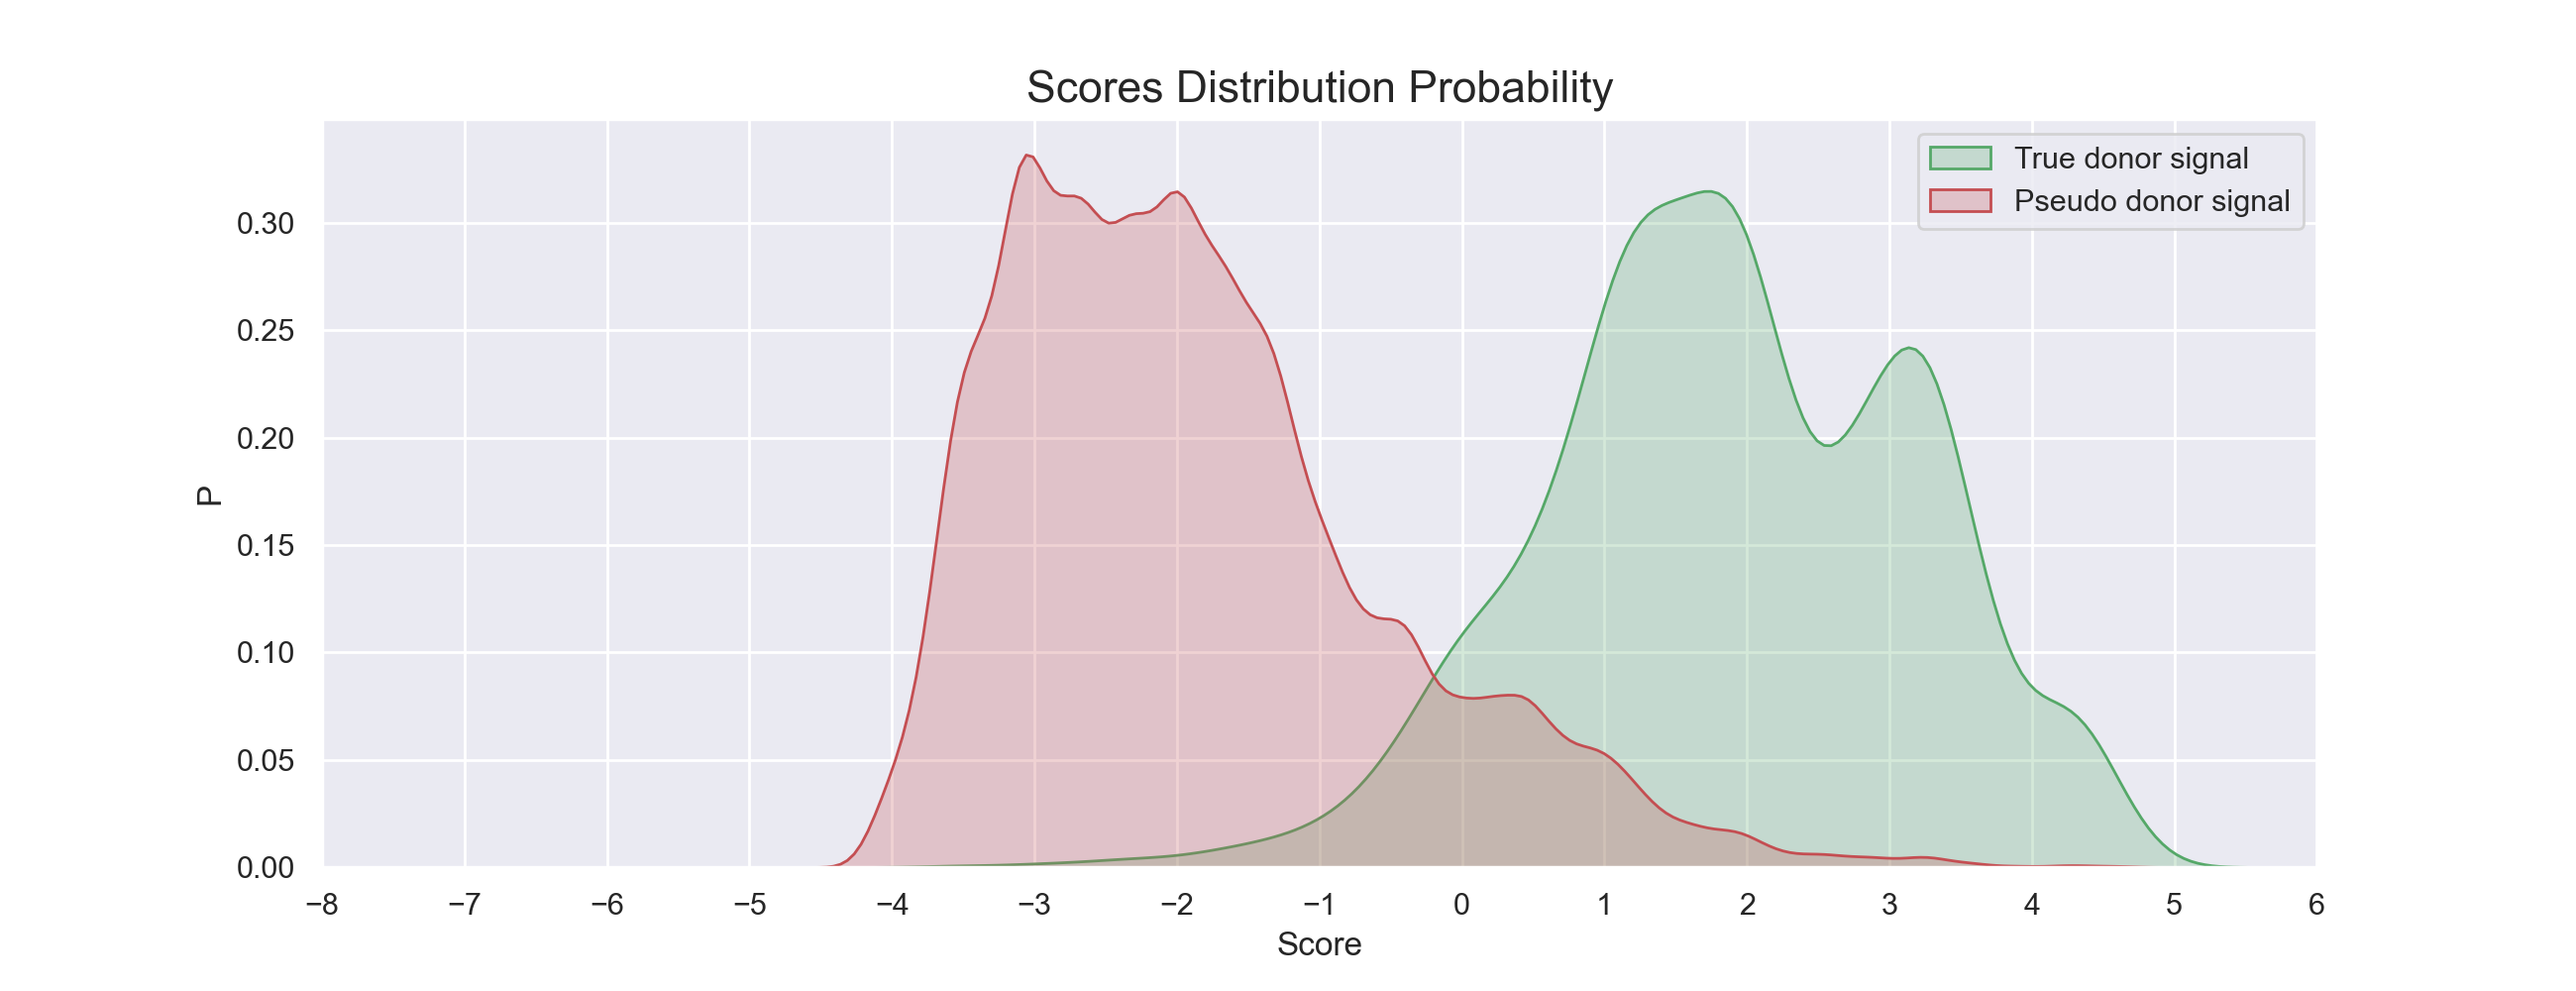 Scores Distribution Probability
True donor signal
Pseudo donor signal
0.30
0.25
0.20
0.15
0.10
0.05
0.00
P
−8 −7 −6 −5 −4 −3 −2 −1 0 1 2 3 4 5 6
Score